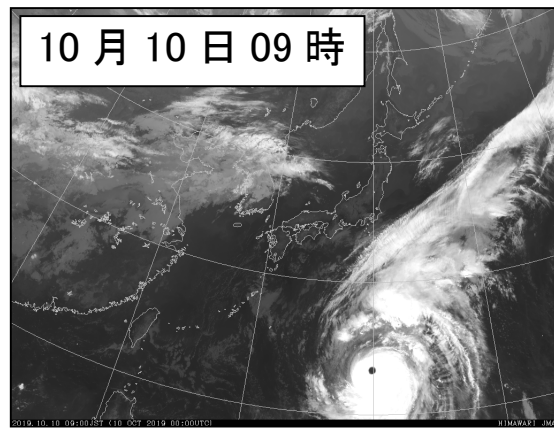 10 月 10 日 09 時
2019.10.10 09:00JST (10 OCT 2019 00:00UTC)
HIMAWARI JMA